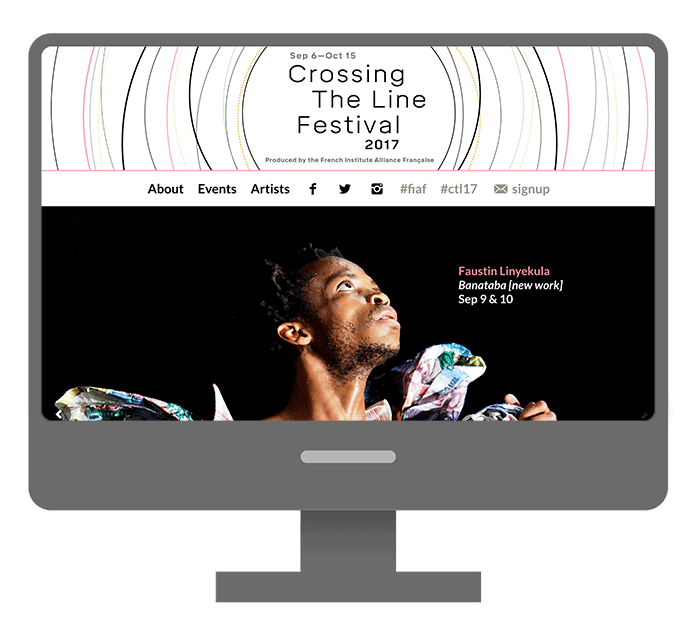 Sep 6—Oct 15
Crossing
The Line
Festival
2017
Produced by the French Institute Alliance Française
About Events Artists #fiaf #ctl17 signup
Faustin Linyekula
Banataba [new work]
Sep 9 & 10